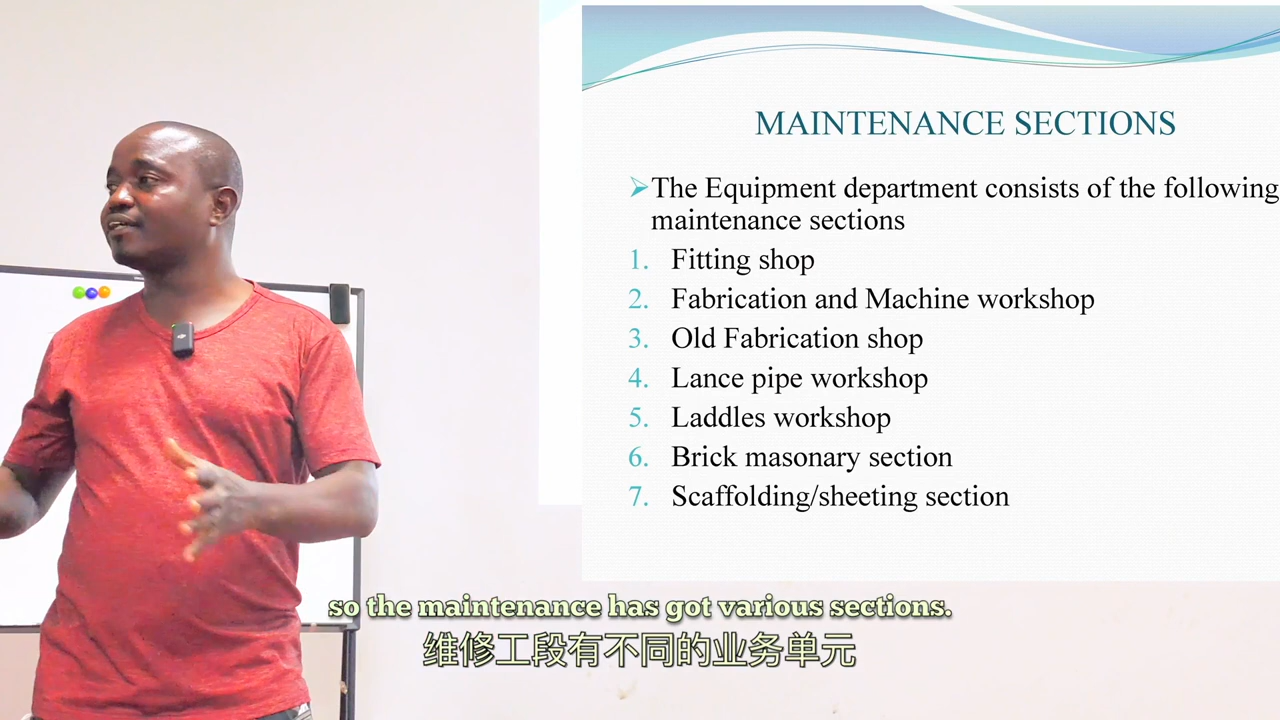 MAINTENANCE SECTIONS
The Equipment department consists of the following
maintenance sections
1. Fitting shop
2. Fabrication and Machine workshop
3. Old Fabrication shop
4. Lance pipe workshop
5. Laddles workshop
6. Brick masonary section
7. Scaffolding/sheeting section
so the maintenance has got various sections.
维修工段有不同的业务单元